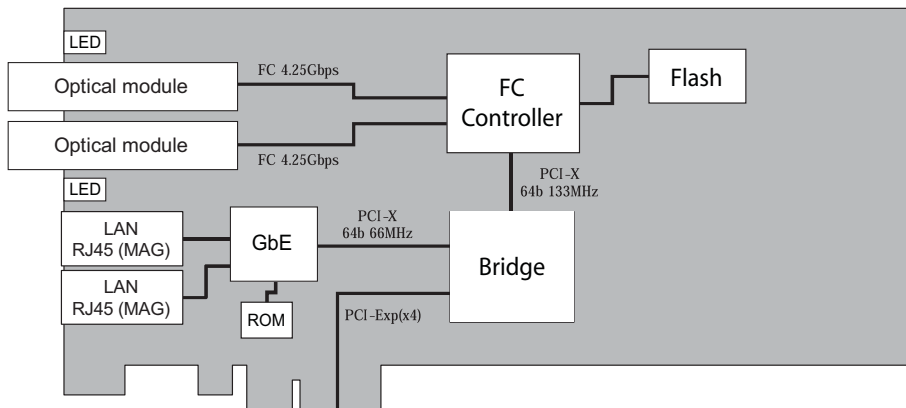 LED
Optical module
FC 4.25Gbps
FC
Controller
Flash
Optical module
FC 4.25Gbps
LED
PCI-X
64b 133MHz
LAN
RJ45 (MAG)
GbE
PCI-X
64b 66MHz
Bridge
LAN
RJ45 (MAG)
ROM
PCI-Exp(x4)